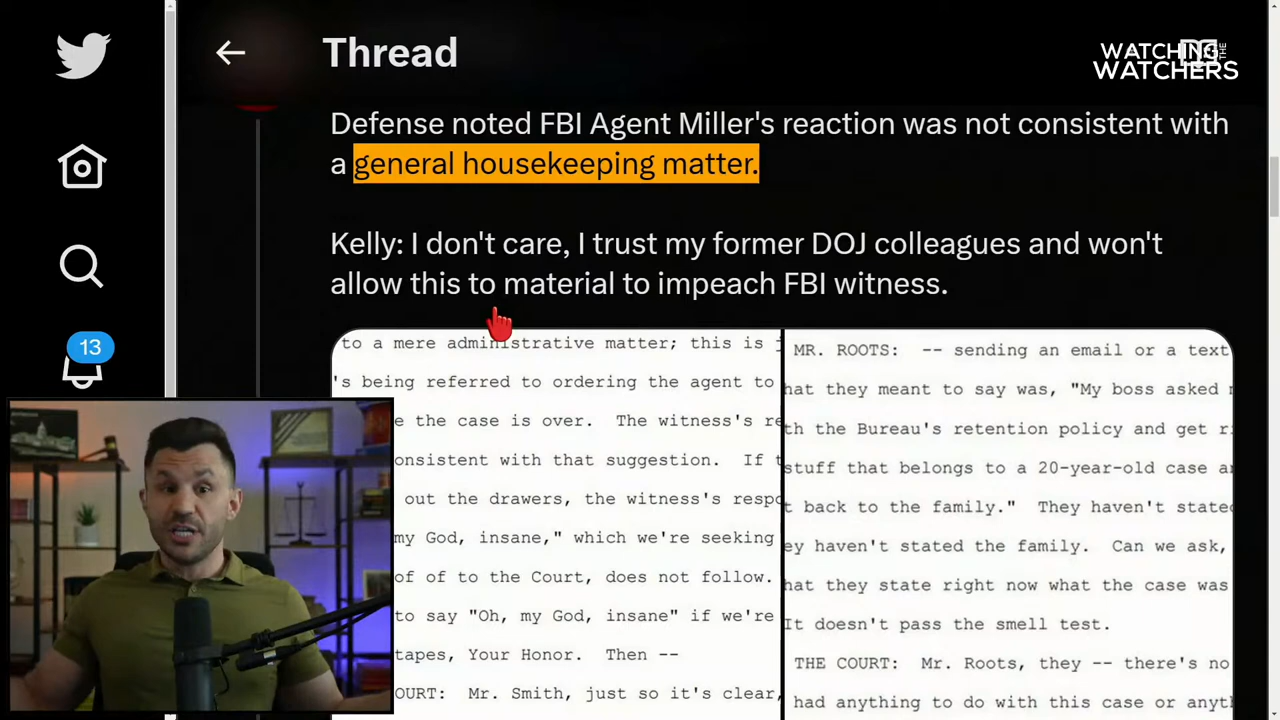 Thread
WATCHING THE
WATCHERS
Defense noted FBI Agent Miller's reaction was not consistent with
a general housekeeping matter.
Kelly: I don't care, I trust my former DOJ colleagues and won't
allow this to material to impeach FBI witness.
13
to a mere administrative matter; this is
's being referred to ordering the agent to
e the case is over. The witness's re
onsistent with that suggestion. If t
out the drawers, the witness's respo
my God, insane," which we're seeking
of of to the Court, does not follow.
to say "Oh, my God, insane" if we're
tapes, Your Honor. Then --
OURT: Mr. Smith, just so it's clear,
MR. ROOTS: -- sending an email or a text
hat they meant to say was, "My boss asked
th the Bureau's retention policy and get ri
stuff that belongs to a 20-year-old case a
t back to the family." They haven't state
ey haven't stated the family. Can we ask,
hat they state right now what the case was
It doesn't pass the smell test.
THE COURT: Mr. Roots, they -- there's no
had anything to do with this case or anyt